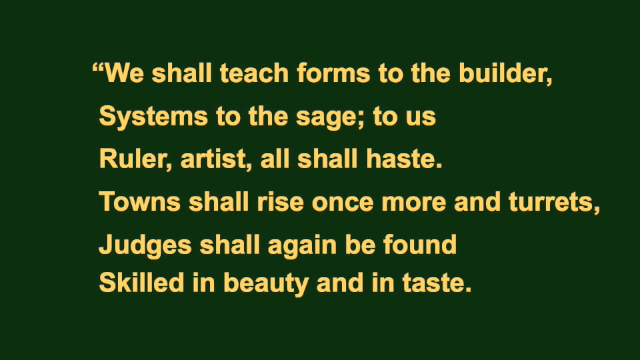 “We shall teach forms to the builder,
Systems to the sage; to us
Ruler, artist, all shall haste.
Towns shall rise once more and turrets,
Judges shall again be found
Skilled in beauty and in taste.